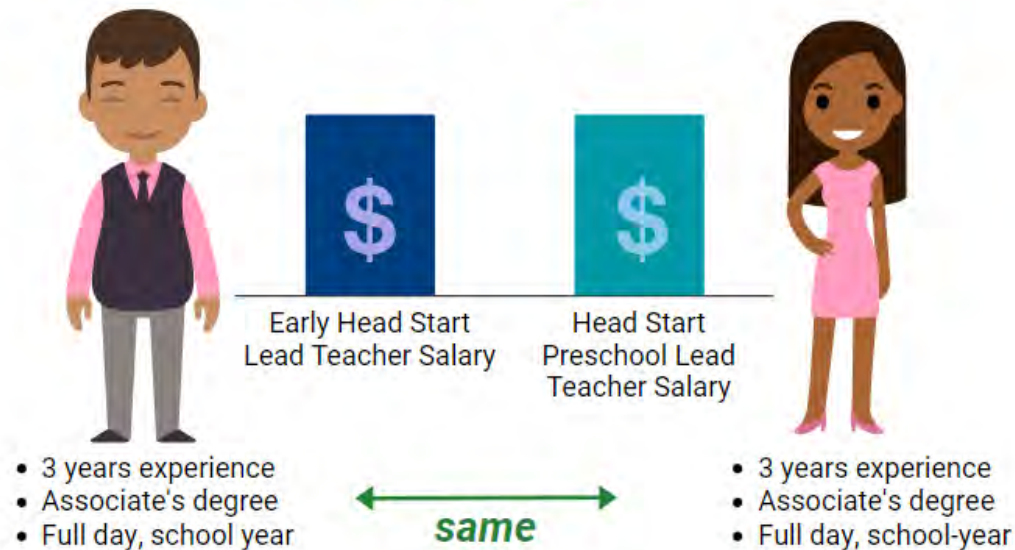 $
$
Early Head Start
Lead Teacher Salary
Head Start
Preschool Lead
Teacher Salary
• 3 years experience
• Associate's degree
• Full day, school year
same
• 3 years experience
• Associate's degree
• Full day, school-year